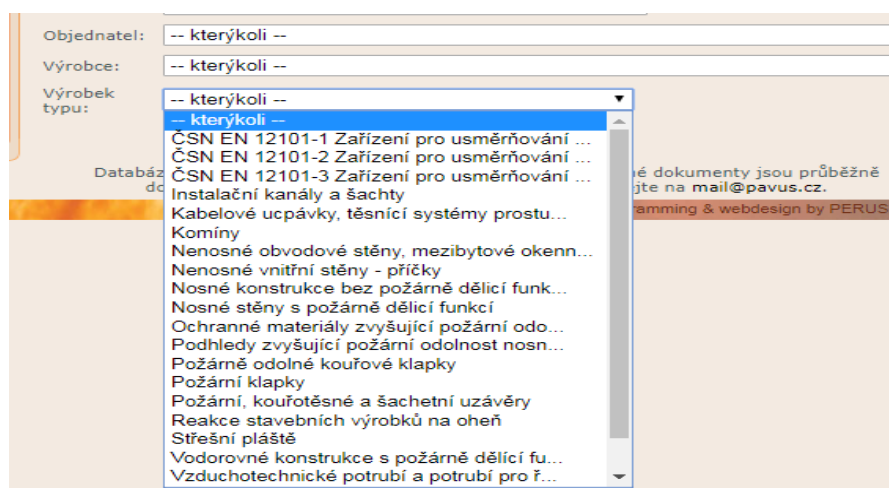 Objednatel: -- kterýkoli --
Výrobce: -- kterýkoli --
Výrobek typu: -- kterýkoli --
-- kterýkoli --
ČSN EN 12101-1 Zařízení pro usměrňování ...
ČSN EN 12101-2 Zařízení pro usměrňování ...
ČSN EN 12101-3 Zařízení pro usměrňování ...
Instalační kanály a šachty
Kabelové ucpávky, těsnící systémy prostu...
Komíny
Nenosné obvodové stěny, mezibytové okenn...
Nenosné vnitřní stěny - příčky
Nosné konstrukce bez požárně dělicí funk...
Nosné stěny s požárně dělicí funkcí
Ochranné materiály zvyšující požární odo...
Podhledy zvyšující požární odolnost nosn...
Požárně odolné kouřové klapky
Požární klapky
Požární, kouřotěsné a šachetní uzávěry
Reakce stavebních výrobků na oheň
Střešní pláště
Vodorovné konstrukce s požárně dělící fu...
Vzduchotechnické potrubí a potrubí pro ř...
Databáz
é dokumenty jsou průběžně
do
jte na mail@pavus.cz.
ramming & webdesign by PERUS